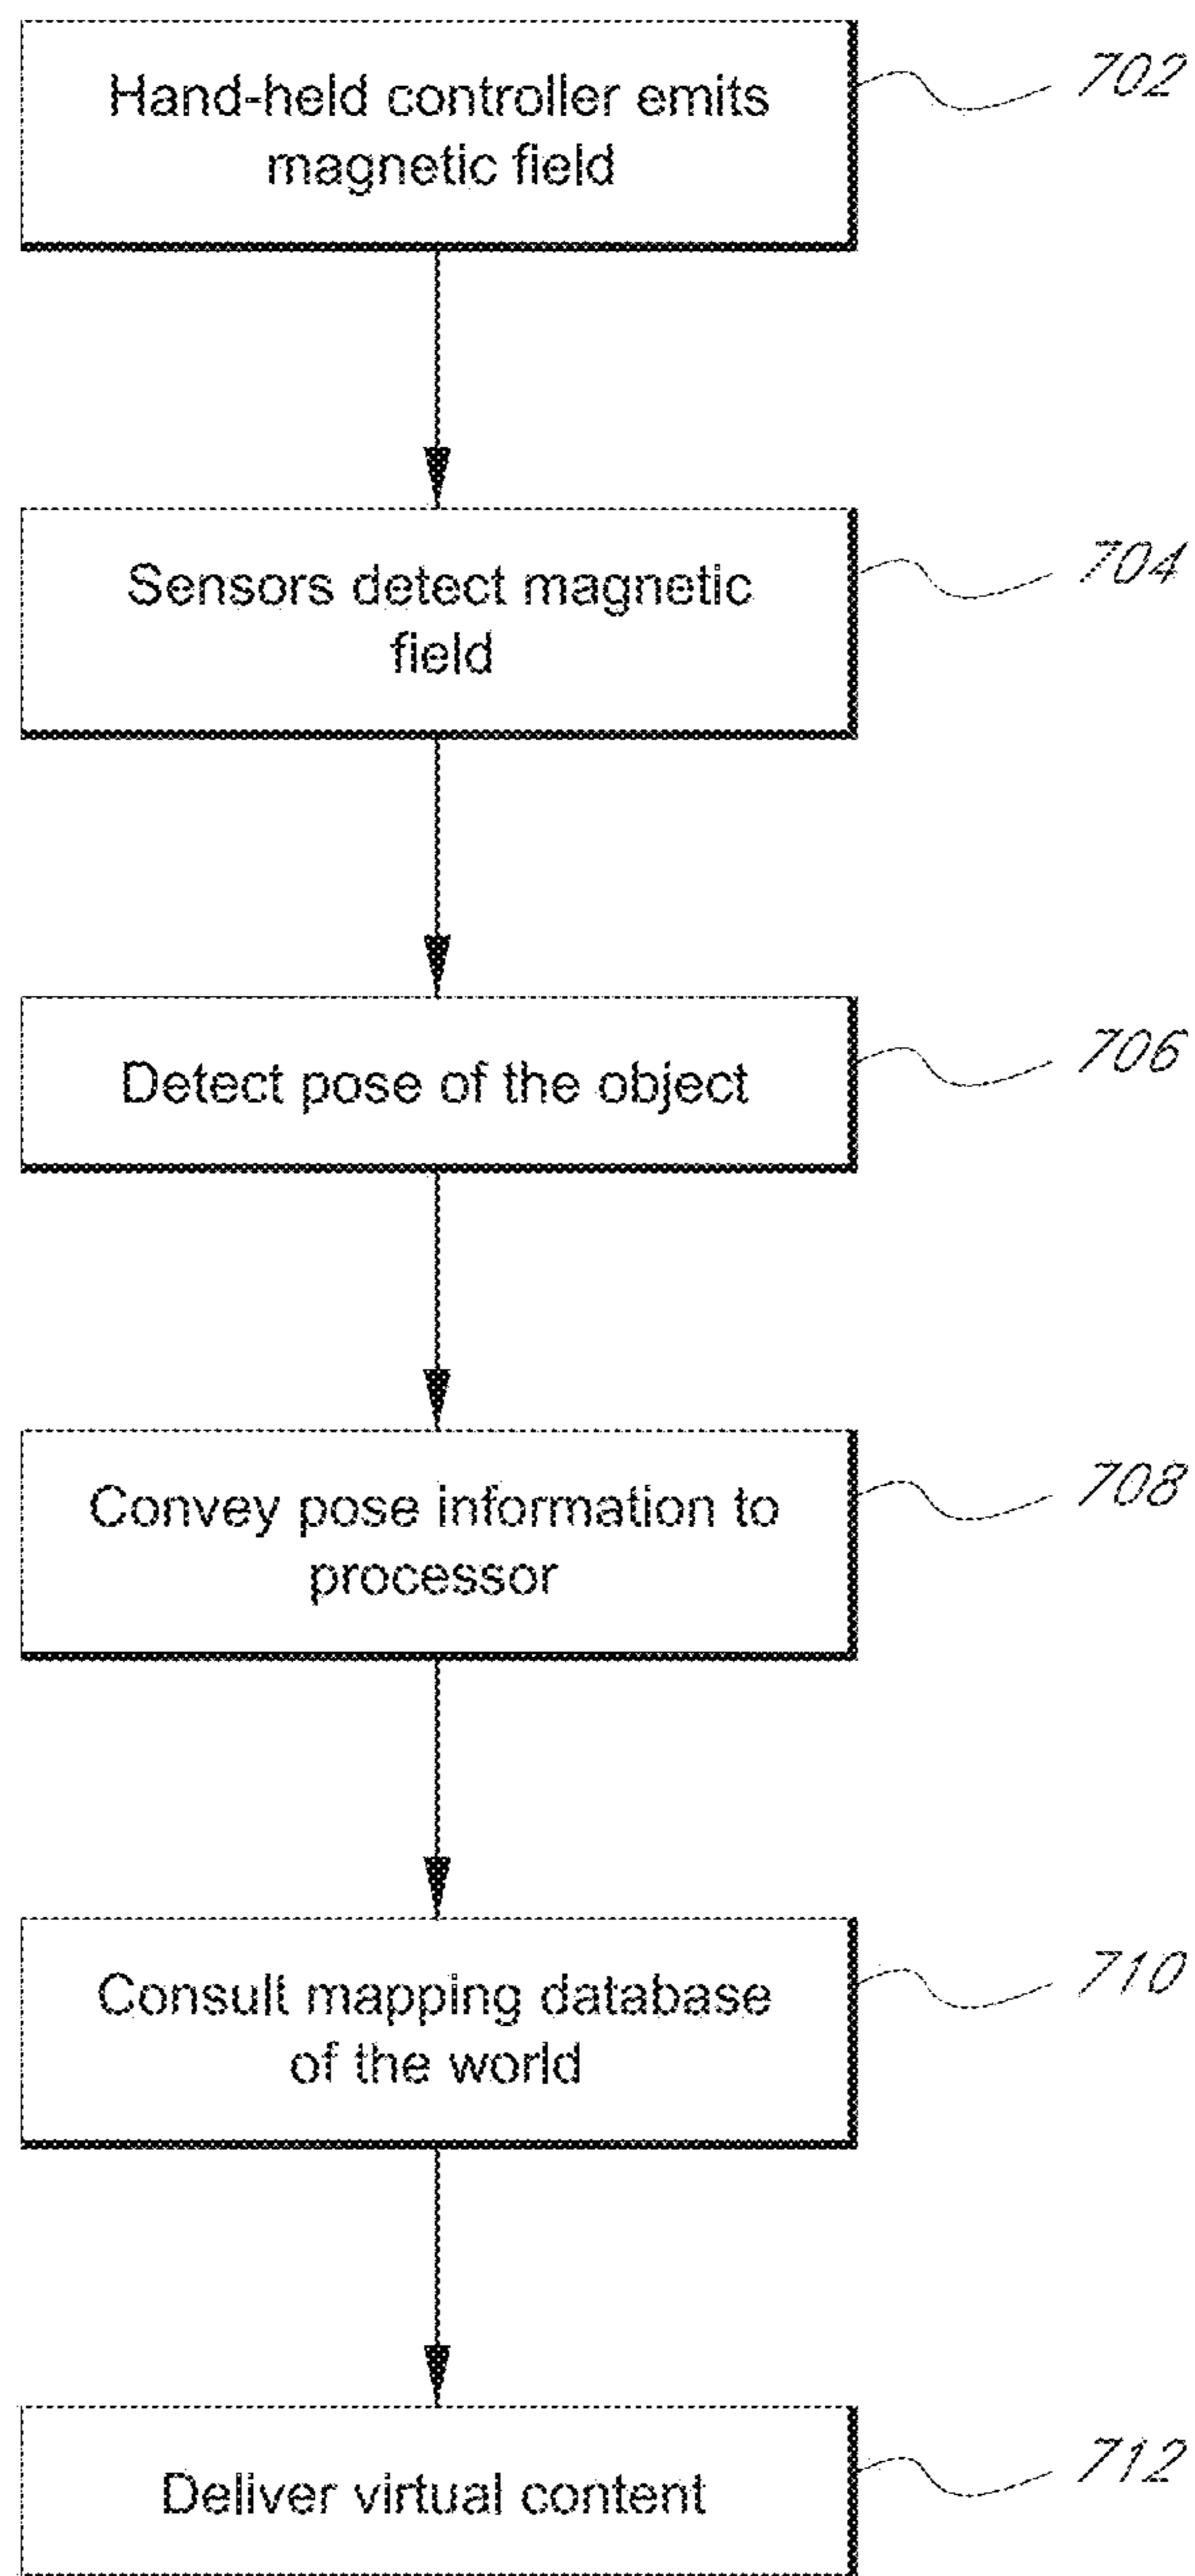 Hand-held controller emits
magnetic field
702
Sensors detect magnetic
field
704
Detect pose of the object
706
Convey pose information to
processor
708
Consult mapping database
of the world
710
Deliver virtual content
712